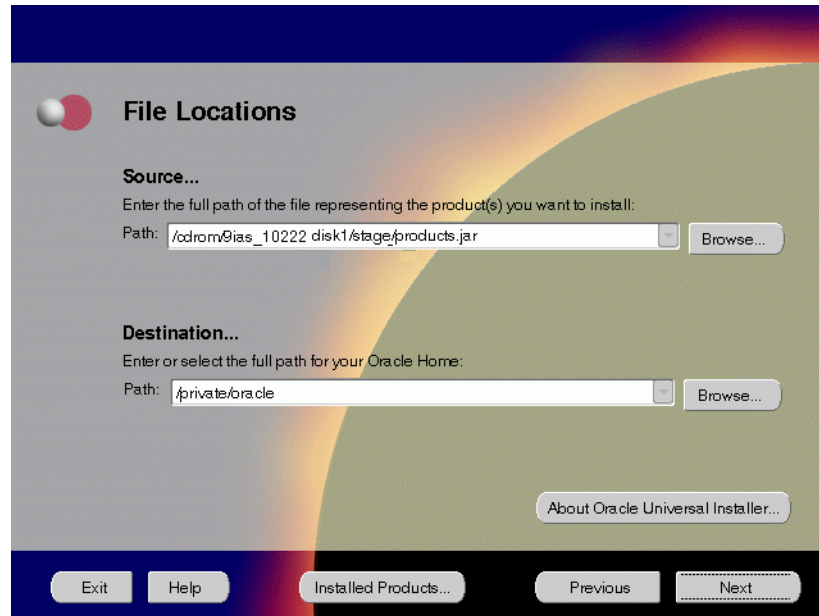 File Locations
Source...
Enter the full path of the file representing the product(s) you want to install:
Path: /cdrom/9ias_10222 disk1/stage/products.jar Browse...
Destination...
Enter or select the full path for your Oracle Home:
Path: /private/oracle Browse...
About Oracle Universal Installer...
Exit Help Installed Products... Previous Next